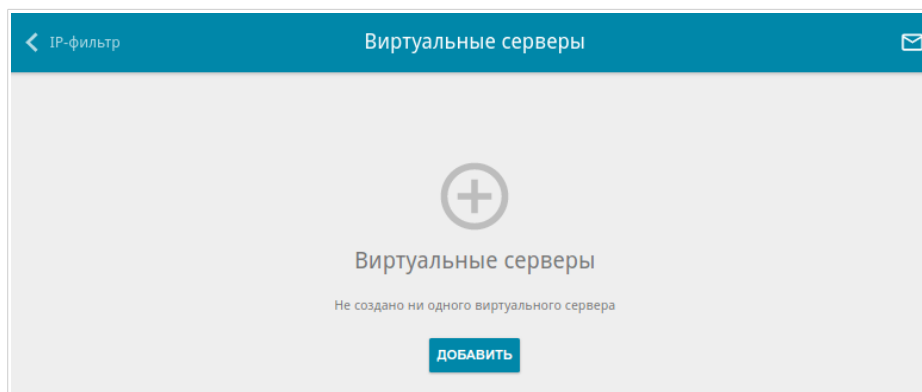 IP-фильтр
Виртуальные серверы
Виртуальные серверы
Не создано ни одного виртуального сервера
ДОБАВИТЬ